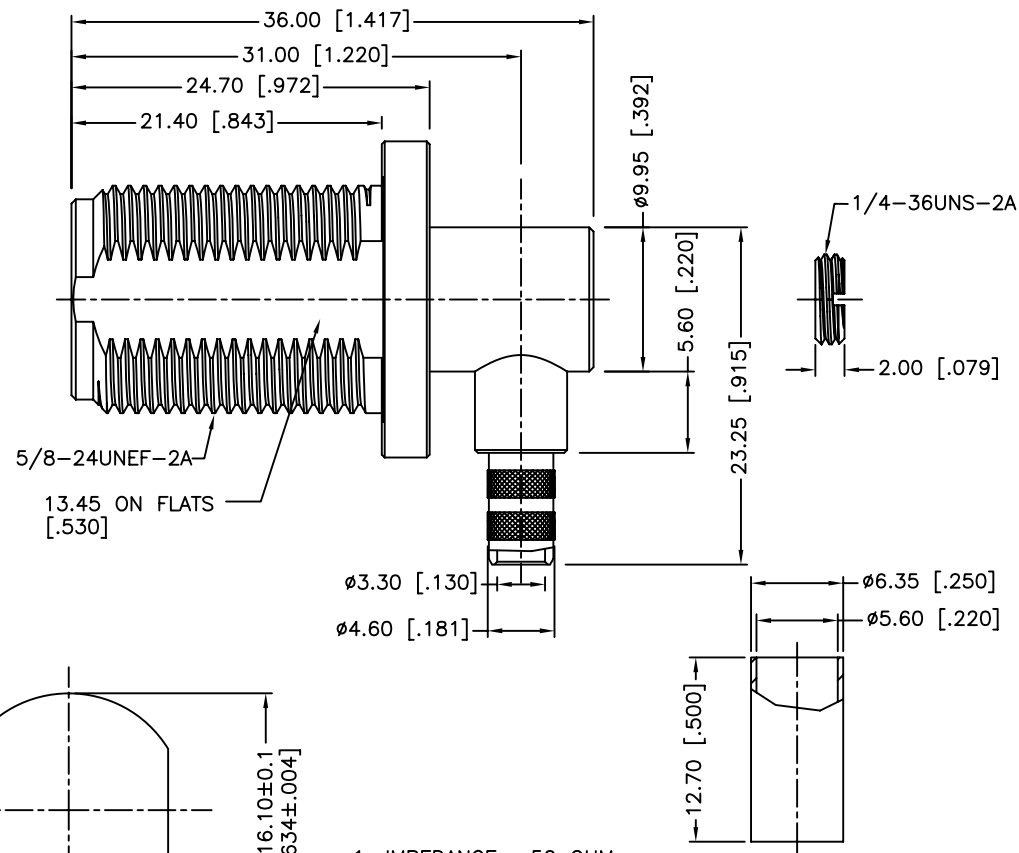 36.00 [1.417]
31.00 [1.220]
24.70 [.972]
21.40 [.843]
ø9.95 [.392]
1/4-36UNS-2A
5.60 [.220]
23.25 [.915]
2.00 [.079]
5/8-24UNEF-2A
13.45 ON FLATS
[.530]
ø3.30 [.130]
ø4.60 [.181]
ø6.35 [.250]
ø5.60 [.220]
12.70 [.500]
16.10±0.1
634±.004]